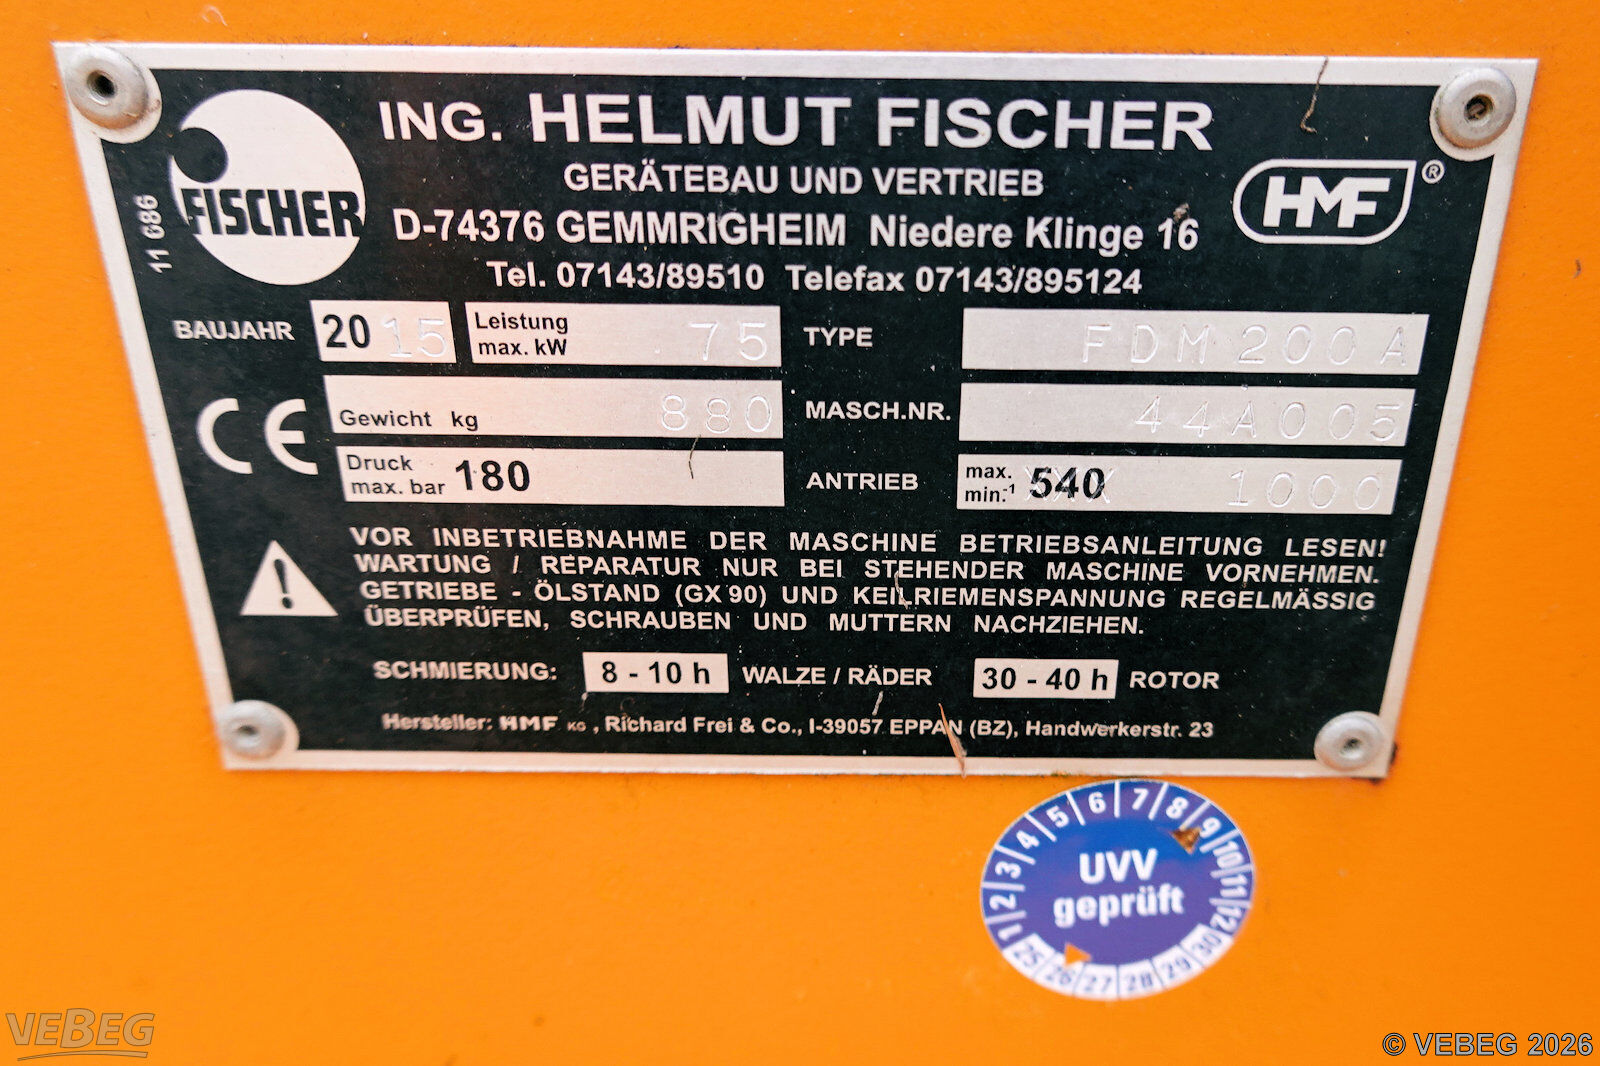 ING. HELMUT FISCHER
GERÄTEBAU UND VERTRIEB
D-74376 GEMMRIGHEIM Niedere Klinge 16
Tel. 07143/89510 Telefax 07143/895124
FISCHER
HMF ®
11 686
BAUJAHR 20 15 Leistung max. kW 75 TYPE FDM 200 A
Gewicht kg 880 MASCH.NR. 44A005
Druck max. bar 180 ANTRIEB max. min.-1 540 1000
CE
VOR INBETRIEBNAHME DER MASCHINE BETRIEBSANLEITUNG LESEN!
WARTUNG / REPARATUR NUR BEI STEHENDER MASCHINE VORNEHMEN.
GETRIEBE - ÖLSTAND (GX 90) UND KEILRIEMENSPANNUNG REGELMÄSSIG
ÜBERPRÜFEN, SCHRAUBEN UND MUTTERN NACHZIEHEN.
SCHMIERUNG: 8 - 10 h WALZE / RÄDER 30 - 40 h ROTOR
Hersteller: HMF KG , Richard Frei & Co., I-39057 EPPAN (BZ), Handwerkerstr. 23
1 2 3 4 5 6 7 8 9 10 11 12
UVV
geprüft
25 26 27 28 29 30
VEBEG
© VEBEG 2026